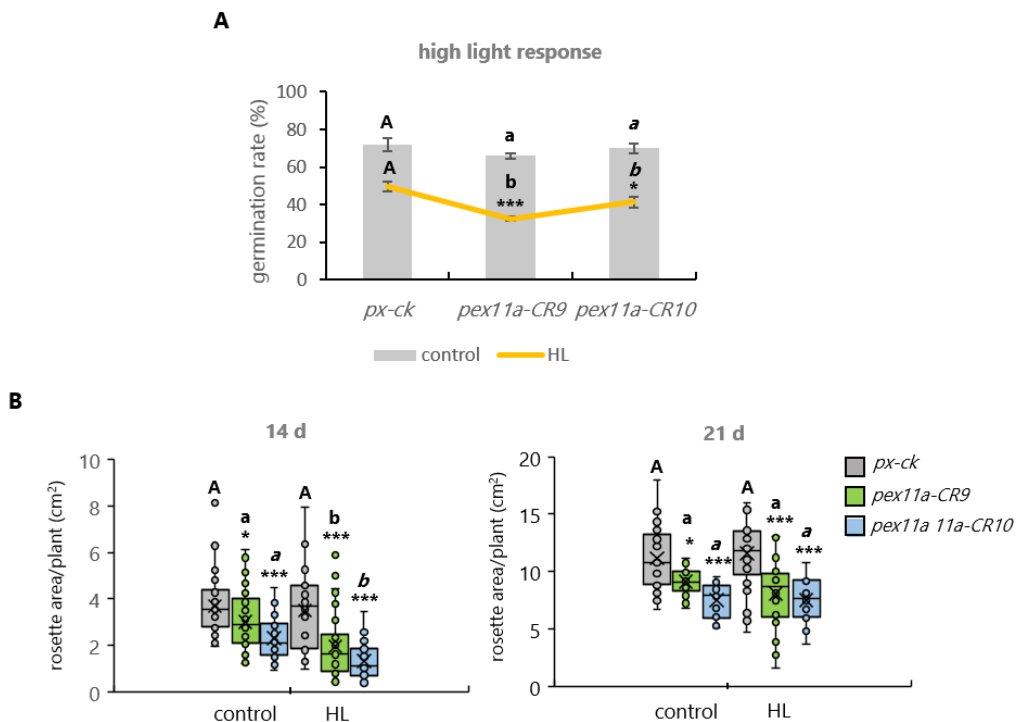 A
high light response
germination rate (%)
100
80
60
40
20
0
A
A
a
b
***
a
b
*
px-ck
pex11a-CR9
pex11a-CR10
control
HL
B
14 d
rosette area/plant (cm²)
10
8
6
4
2
0
A
a
*
a
***
A
b
***
b
***
control
HL
21 d
rosette area/plant (cm²)
20
15
10
5
0
A
a
*
a
***
A
a
***
a
***
control
HL
px-ck
pex11a-CR9
pex11a 11a-CR10